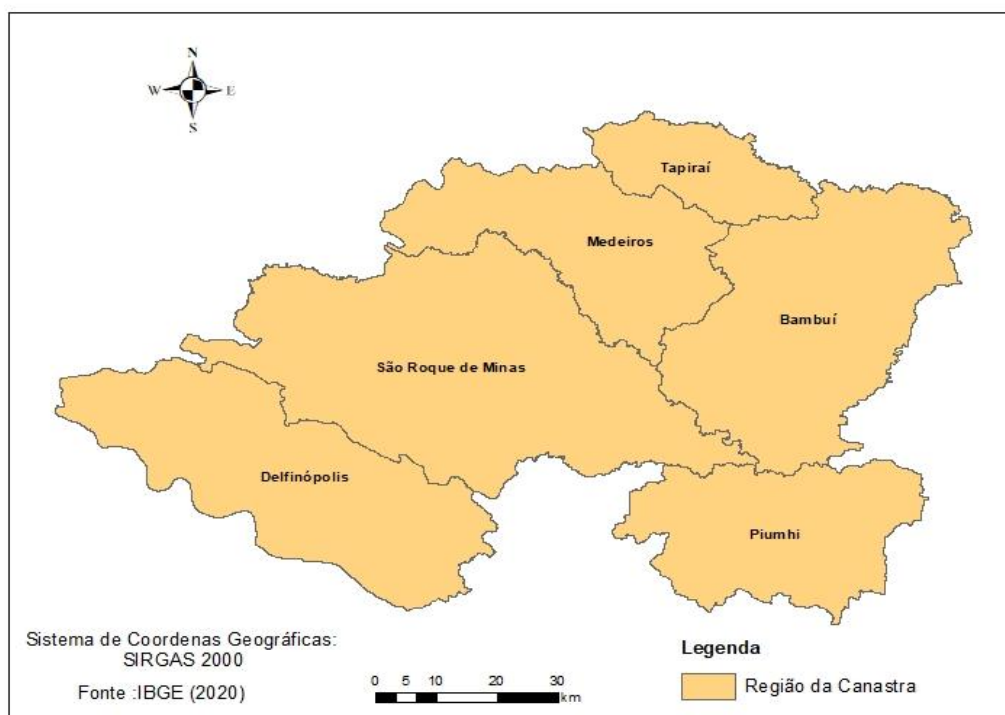 N
W E
S
Tapiraí
Medeiros
Bambuí
São Roque de Minas
Delfinópolis
Piumhi
Sistema de Coordenas Geográficas:
SIRGAS 2000
Fonte :IBGE (2020)
0 5 10 20 30
km
Legenda
Região da Canastra